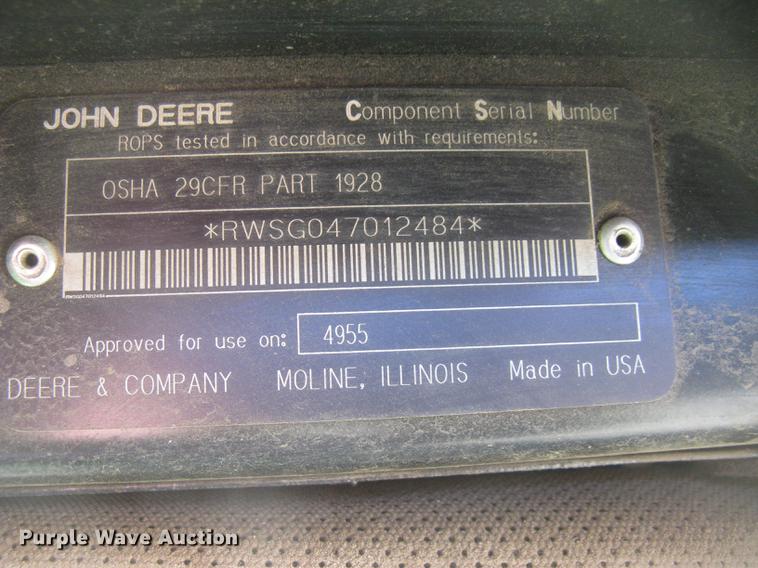 JOHN DEERE Component Serial Number
ROPS tested in accordance with requirements:
OSHA 29CFR PART 1928
*RWSG047012484*
RWSG047012484
Approved for use on: 4955
DEERE & COMPANY MOLINE, ILLINOIS Made in USA
Purple Wave Auction